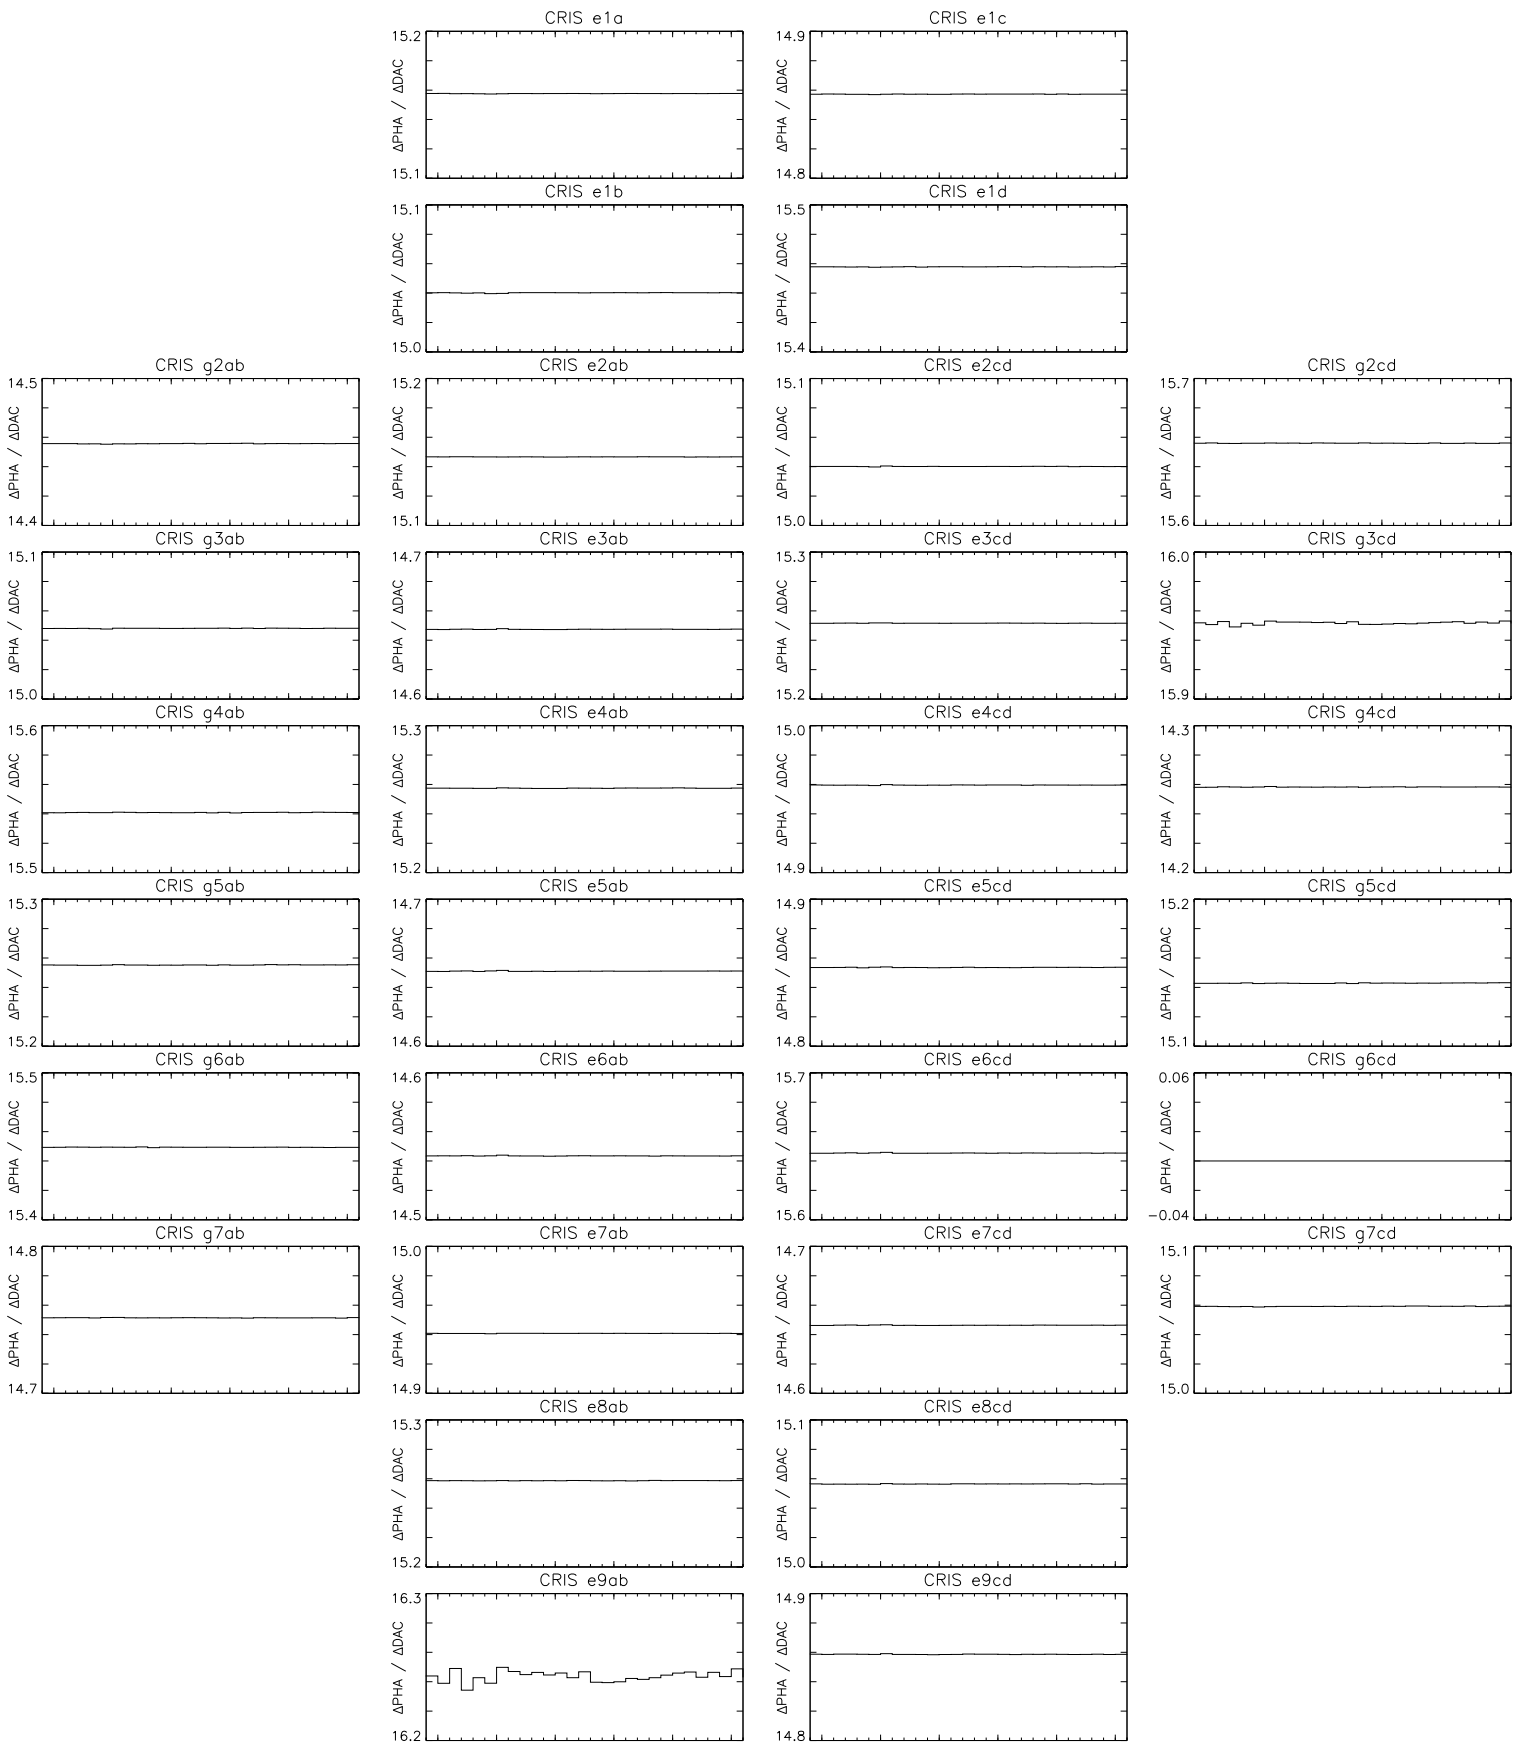 CRIS e1a
15.2
ΔPHA / ΔDAC
15.1
CRIS e1c
14.9
ΔPHA / ΔDAC
14.8
CRIS e1b
15.1
ΔPHA / ΔDAC
15.0
CRIS e1d
15.5
ΔPHA / ΔDAC
15.4
CRIS g2ab
14.5
ΔPHA / ΔDAC
14.4
CRIS e2ab
15.2
ΔPHA / ΔDAC
15.1
CRIS e2cd
15.1
ΔPHA / ΔDAC
15.0
CRIS g2cd
15.7
ΔPHA / ΔDAC
15.6
CRIS g3ab
15.1
ΔPHA / ΔDAC
15.0
CRIS e3ab
14.7
ΔPHA / ΔDAC
14.6
CRIS e3cd
15.3
ΔPHA / ΔDAC
15.2
CRIS g3cd
16.0
ΔPHA / ΔDAC
15.9
CRIS g4ab
15.6
ΔPHA / ΔDAC
15.5
CRIS e4ab
15.3
ΔPHA / ΔDAC
15.2
CRIS e4cd
15.0
ΔPHA / ΔDAC
14.9
CRIS g4cd
14.3
ΔPHA / ΔDAC
14.2
CRIS g5ab
15.3
ΔPHA / ΔDAC
15.2
CRIS e5ab
14.7
ΔPHA / ΔDAC
14.6
CRIS e5cd
14.9
ΔPHA / ΔDAC
14.8
CRIS g5cd
15.2
ΔPHA / ΔDAC
15.1
CRIS g6ab
15.5
ΔPHA / ΔDAC
15.4
CRIS e6ab
14.6
ΔPHA / ΔDAC
14.5
CRIS e6cd
15.7
ΔPHA / ΔDAC
15.6
CRIS g6cd
0.06
ΔPHA / ΔDAC
−0.04
CRIS g7ab
14.8
ΔPHA / ΔDAC
14.7
CRIS e7ab
15.0
ΔPHA / ΔDAC
14.9
CRIS e7cd
14.7
ΔPHA / ΔDAC
14.6
CRIS g7cd
15.1
ΔPHA / ΔDAC
15.0
CRIS e8ab
15.3
ΔPHA / ΔDAC
15.2
CRIS e8cd
15.1
ΔPHA / ΔDAC
15.0
CRIS e9ab
16.3
ΔPHA / ΔDAC
16.2
CRIS e9cd
14.9
ΔPHA / ΔDAC
14.8